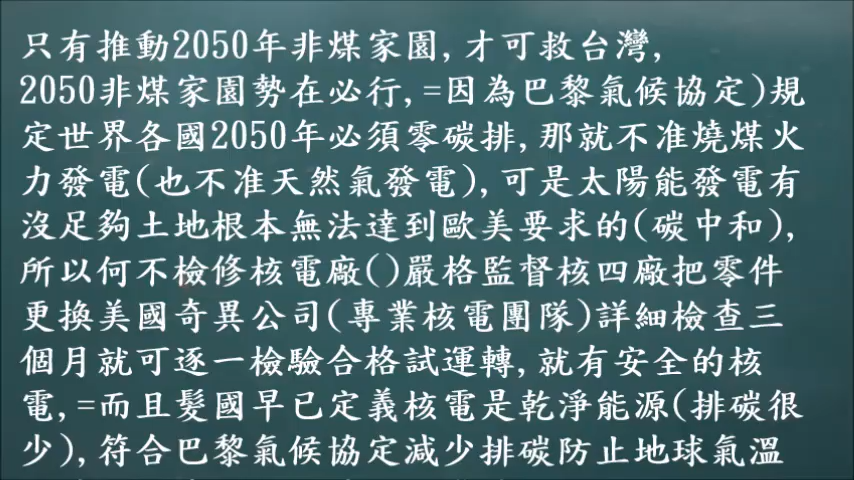 只有推動2050年非煤家園,才可救台灣,
2050非煤家園勢在必行,=因為巴黎氣候協定)規
定世界各國2050年必須零碳排,那就不准燒煤火
力發電(也不准天然氣發電),可是太陽能發電有
沒足夠土地根本無法達到歐美要求的(碳中和),
所以何不檢修核電廠()嚴格監督核四廠把零件
更換美國奇異公司(專業核電團隊)詳細檢查三
個月就可逐一檢驗合格試運轉,就有安全的核
電,=而且髮國早已定義核電是乾淨能源(排碳很
少),符合巴黎氣候協定減少排碳防止地球氣溫